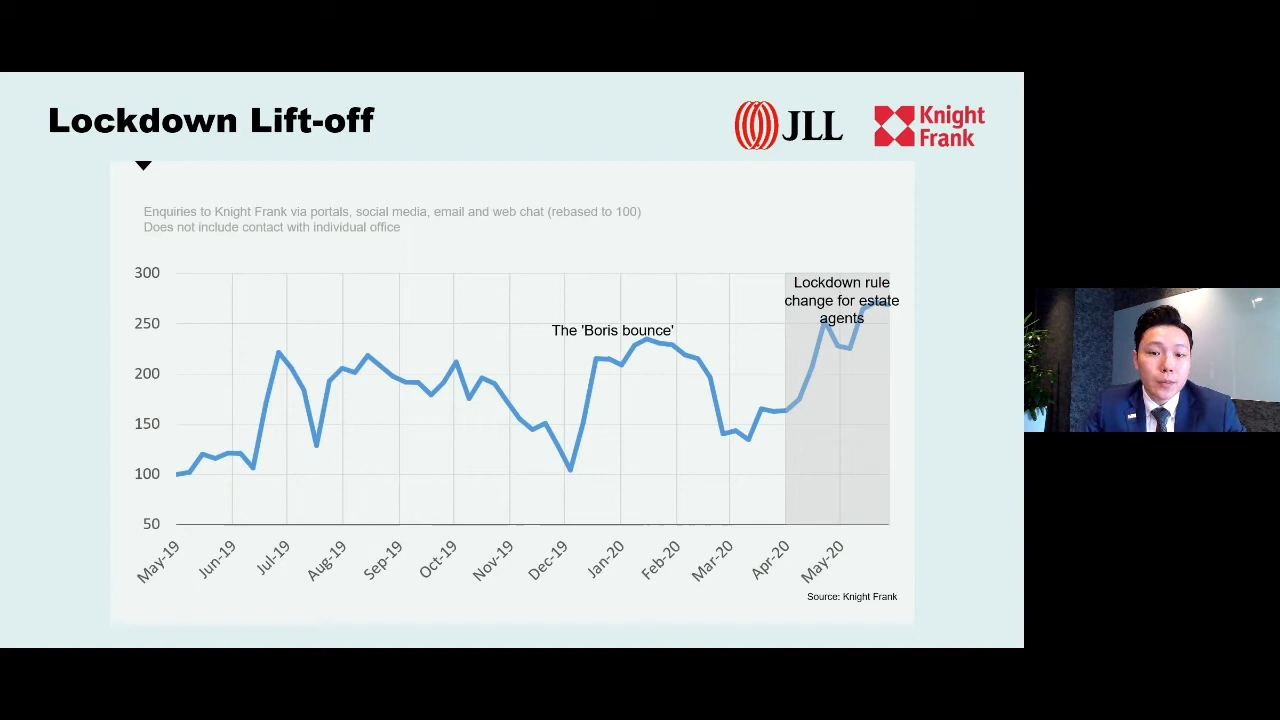 Lockdown Lift-off
JLL
Knight
Frank
Enquiries to Knight Frank via portals, social media, email and web chat (rebased to 100)
Does not include contact with individual office
300
250
200
150
100
50
The 'Boris bounce'
Lockdown rule
change for estate
agents
May-19
Jun-19
Jul-19
Aug-19
Sep-19
Oct-19
Nov-19
Dec-19
Jan-20
Feb-20
Mar-20
Apr-20
May-20
Source: Knight Frank